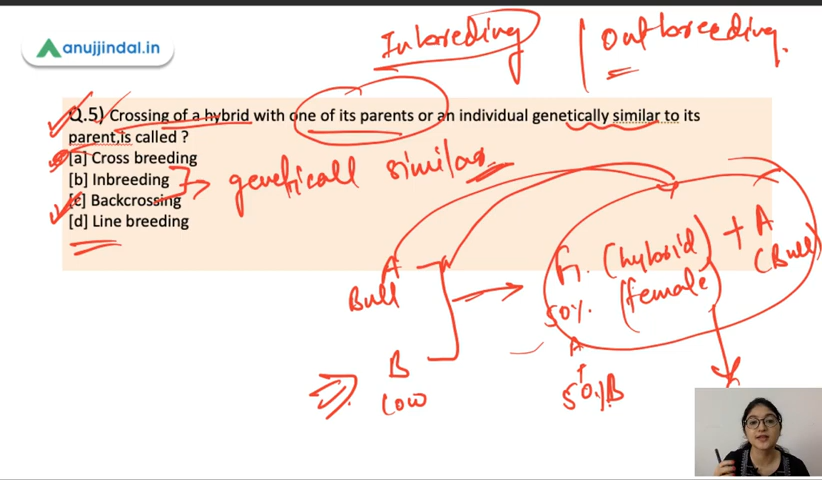 Inbreeding | Outbreeding.
anujjindal.in
Q.5) Crossing of a hybrid with one of its parents or an individual genetically similar to its
parent,is called ?
[a] Cross breeding
[b] Inbreeding
[c] Backcrossing
[d] Line breeding
geneticall similar
A
Bull
B
Cow
F1. (hybrid) + A
(female) (Bull)
50%
A
50%B